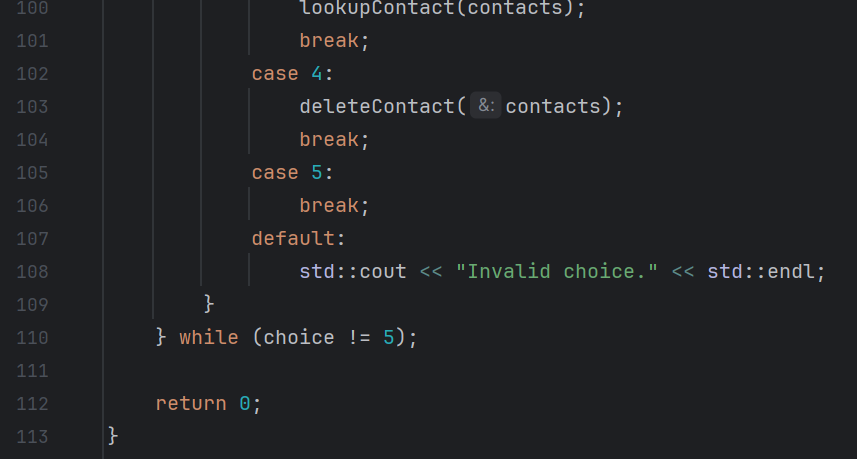 100 lookupContact(contacts);
101 break;
102 case 4:
103 deleteContact( &: contacts);
104 break;
105 case 5:
106 break;
107 default:
108 std::cout << "Invalid choice." << std::endl;
109 }
110 } while (choice != 5);
111
112 return 0;
113 }